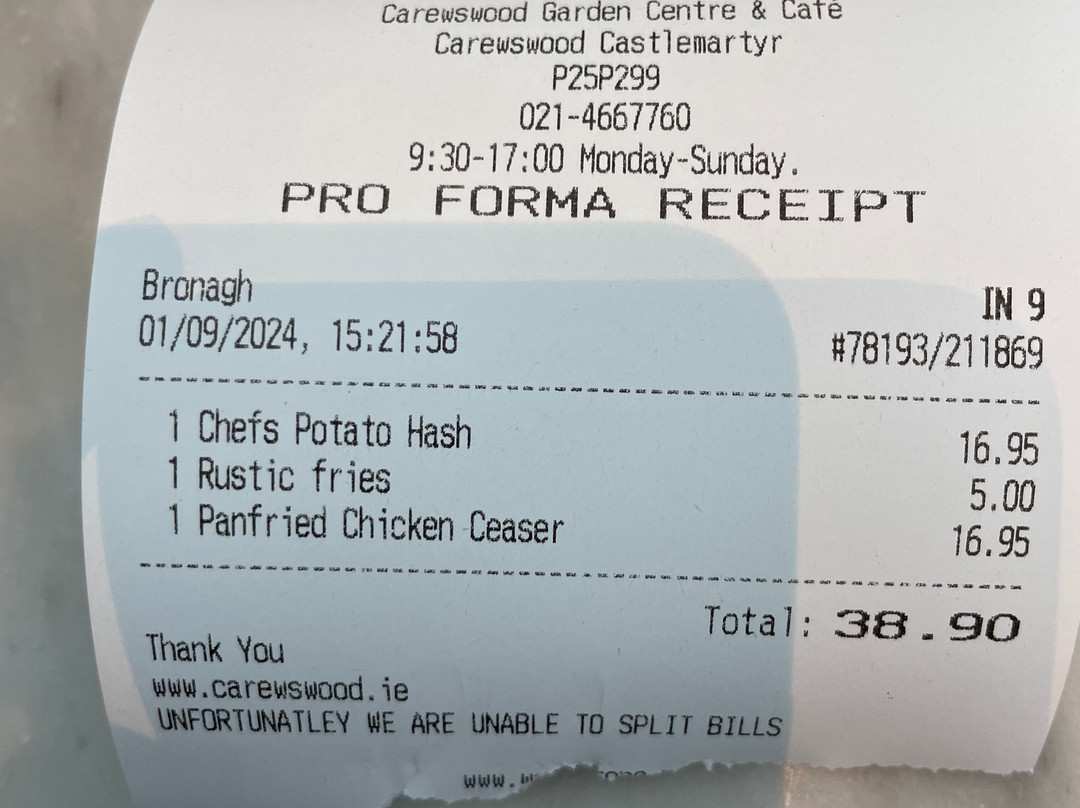 Carewswood Garden Centre & Café
Carewswood Castlemartyr
P25P299
021-4667760
9:30-17:00 Monday-Sunday.
PRO FORMA RECEIPT
Bronagh
IN 9
01/09/2024, 15:21:58
#78193/211869
1 Chefs Potato Hash 16.95
1 Rustic fries 5.00
1 Panfried Chicken Ceaser 16.95
Total: 38.90
Thank You
www.carewswood.ie
UNFORTUNATLEY WE ARE UNABLE TO SPLIT BILLS